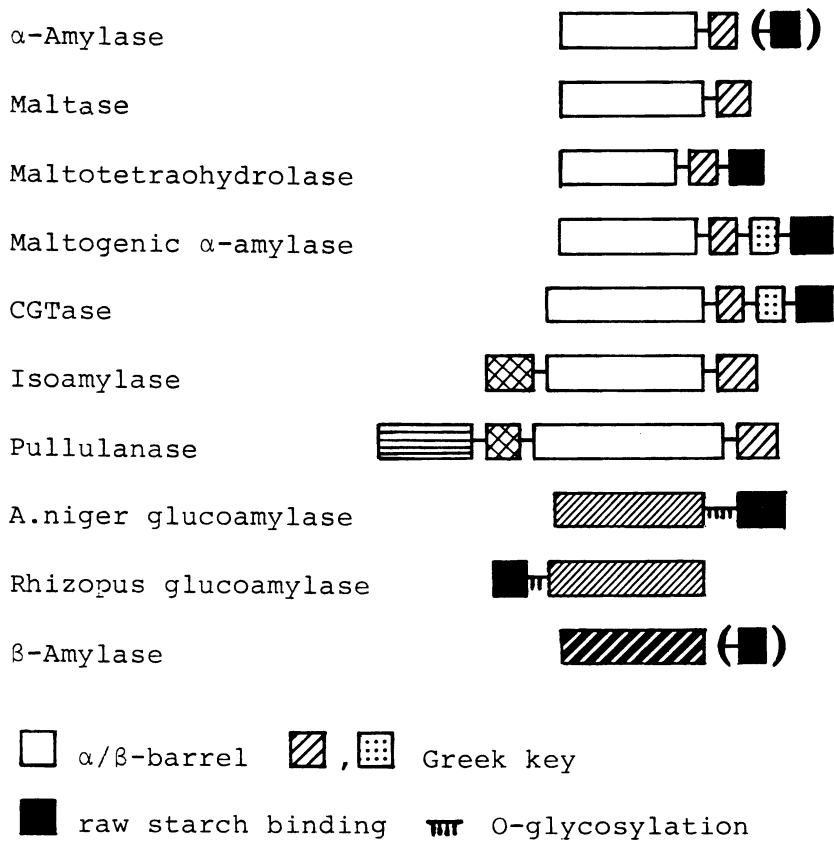 α-Amylase
Maltase
Maltotetraohydrolase
Maltogenic α-amylase
CGTase
Isoamylase
Pullulanase
A.niger glucoamylase
Rhizopus glucoamylase
β-Amylase
α/β-barrel , Greek key
raw starch binding O-glycosylation